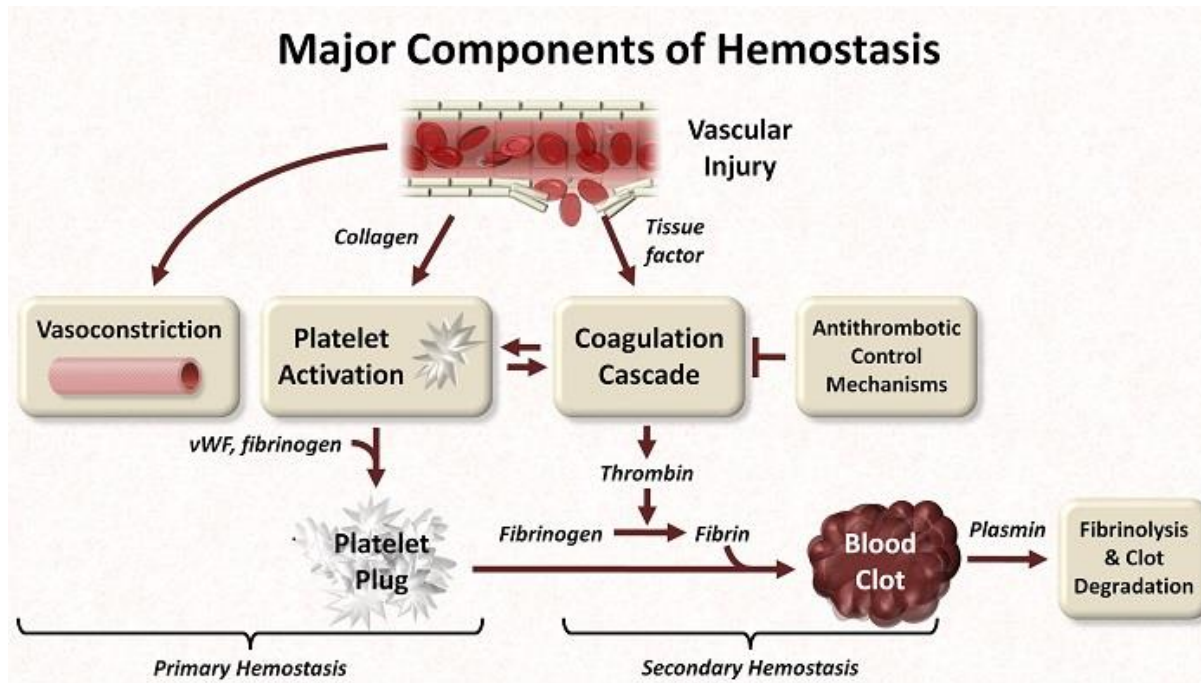 Major Components of Hemostasis
Vascular
Injury
Collagen
Tissue
factor
Vasoconstriction
Platelet
Activation
Coagulation
Cascade
Antithrombotic
Control
Mechanisms
vWF, fibrinogen
Thrombin
Fibrinogen
Fibrin
Platelet
Plug
Blood
Clot
Plasmin
Fibrinolysis
& Clot
Degradation
Primary Hemostasis
Secondary Hemostasis